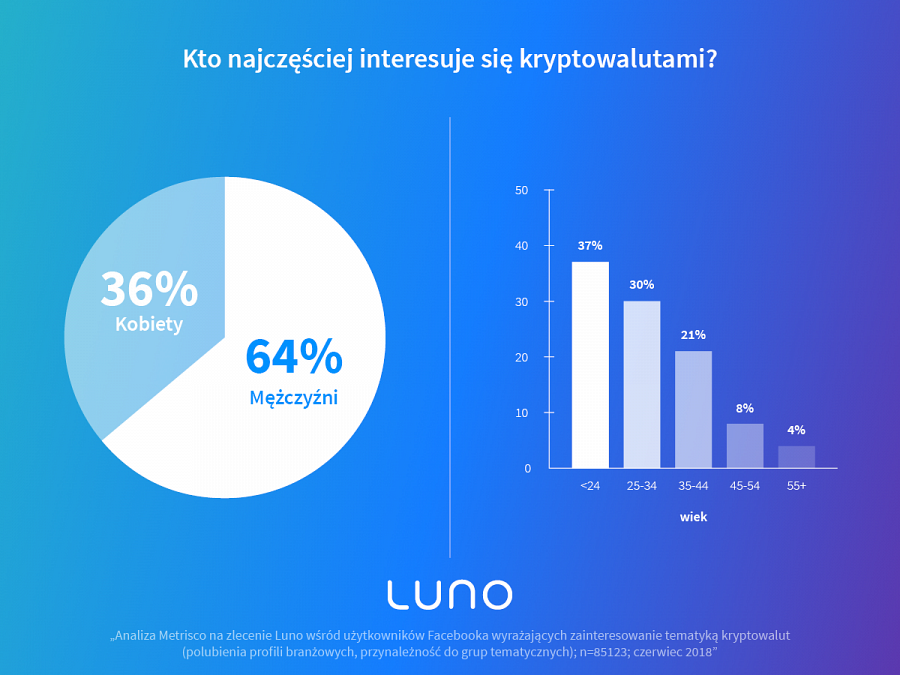 Kto najczęściej interesuje się kryptowalutami?
36%
Kobiety
64%
Mężczyźni
50
40
30
20
10
0
37%
30%
21%
8%
4%
<24
25-34
35-44
45-54
55+
wiek
LUNO
„Analiza Metrisco na zlecenie Luno wśród użytkowników Facebooka wyrażających zainteresowanie tematyką kryptowalut
(polubienia profili branżowych, przynależność do grup tematycznych); n=85123; czerwiec 2018”